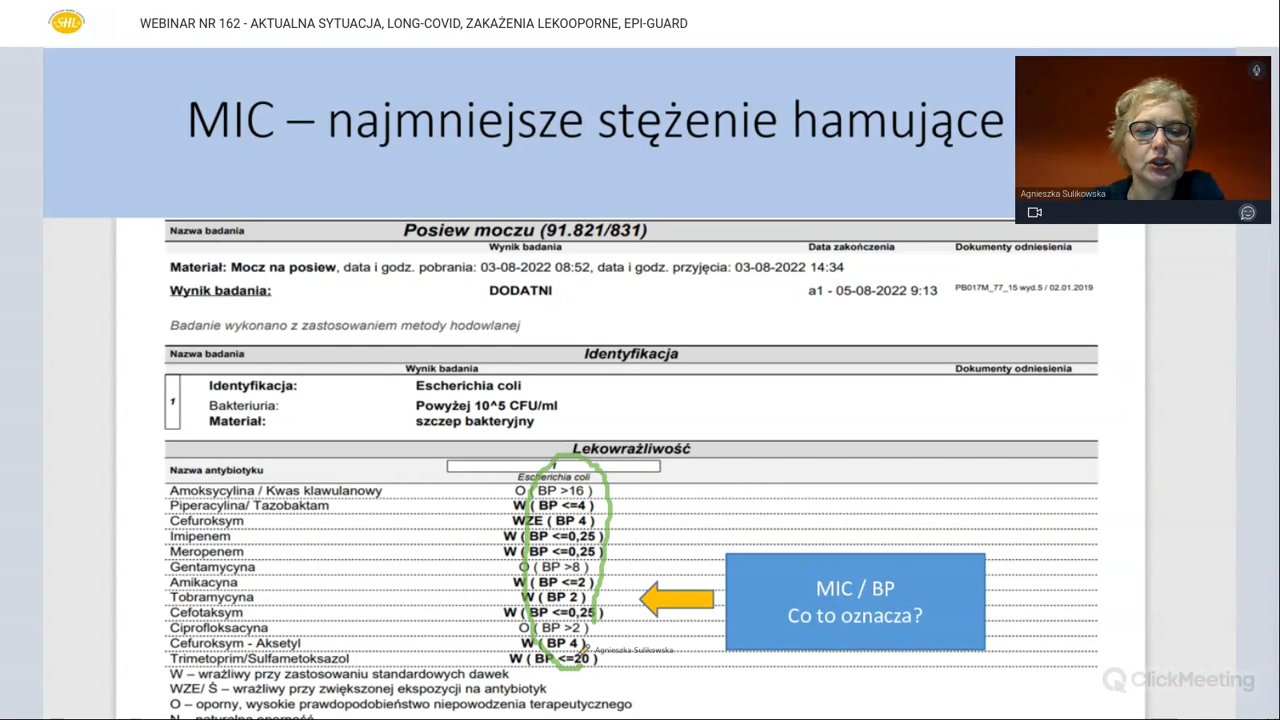 SHL
WEBINAR NR 162 - AKTUALNA SYTUACJA, LONG-COVID, ZAKAŻENIA LEKOOPORNE, EPI-GUARD
MIC – najmniejsze stężenie hamujące
Agnieszka Sulikowska
Nazwa badania Posiew moczu (91.821/831)
Wynik badania Data zakończenia Dokumenty odniesienia
Materiał: Mocz na posiew, data i godz. pobrania: 03-08-2022 08:52, data i godz. przyjęcia: 03-08-2022 14:34
Wynik badania: DODATNI a1 - 05-08-2022 9:13 PB017M_77_15 wyd.5 / 02.01.2019
Badanie wykonano z zastosowaniem metody hodowlanej
Nazwa badania Identyfikacja
Wynik badania Dokumenty odniesienia
1
Identyfikacja: Escherichia coli
Bakteriuria: Powyżej 10^5 CFU/ml
Materiał: szczep bakteryjny
Lekowrażliwość
Nazwa antybiotyku 1
Escherichia coli
Amoksycylina / Kwas klawulanowy O ( BP >16 )
Piperacylina/ Tazobaktam W ( BP <=4 )
Cefuroksym WZE ( BP 4 )
Imipenem W ( BP <=0,25 )
Meropenem W ( BP <=0,25 )
Gentamycyna O ( BP >8 )
Amikacyna W ( BP <=2 )
Tobramycyna W ( BP 2 )
Cefotaksym W ( BP <=0,25 )
Ciprofloksacyna O ( BP >2 )
Cefuroksym - Aksetyl W ( BP 4 )
Trimetoprim/Sulfametoksazol W ( BP <=20 )
MIC / BP
Co to oznacza?
Agnieszka Sulikowska
W – wrażliwy przy zastosowaniu standardowych dawek
WZE/ Ś – wrażliwy przy zwiększonej ekspozycji na antybiotyk
O – oporny, wysokie prawdopodobieństwo niepowodzenia terapeutycznego
N – naturalna oporność
ClickMeeting